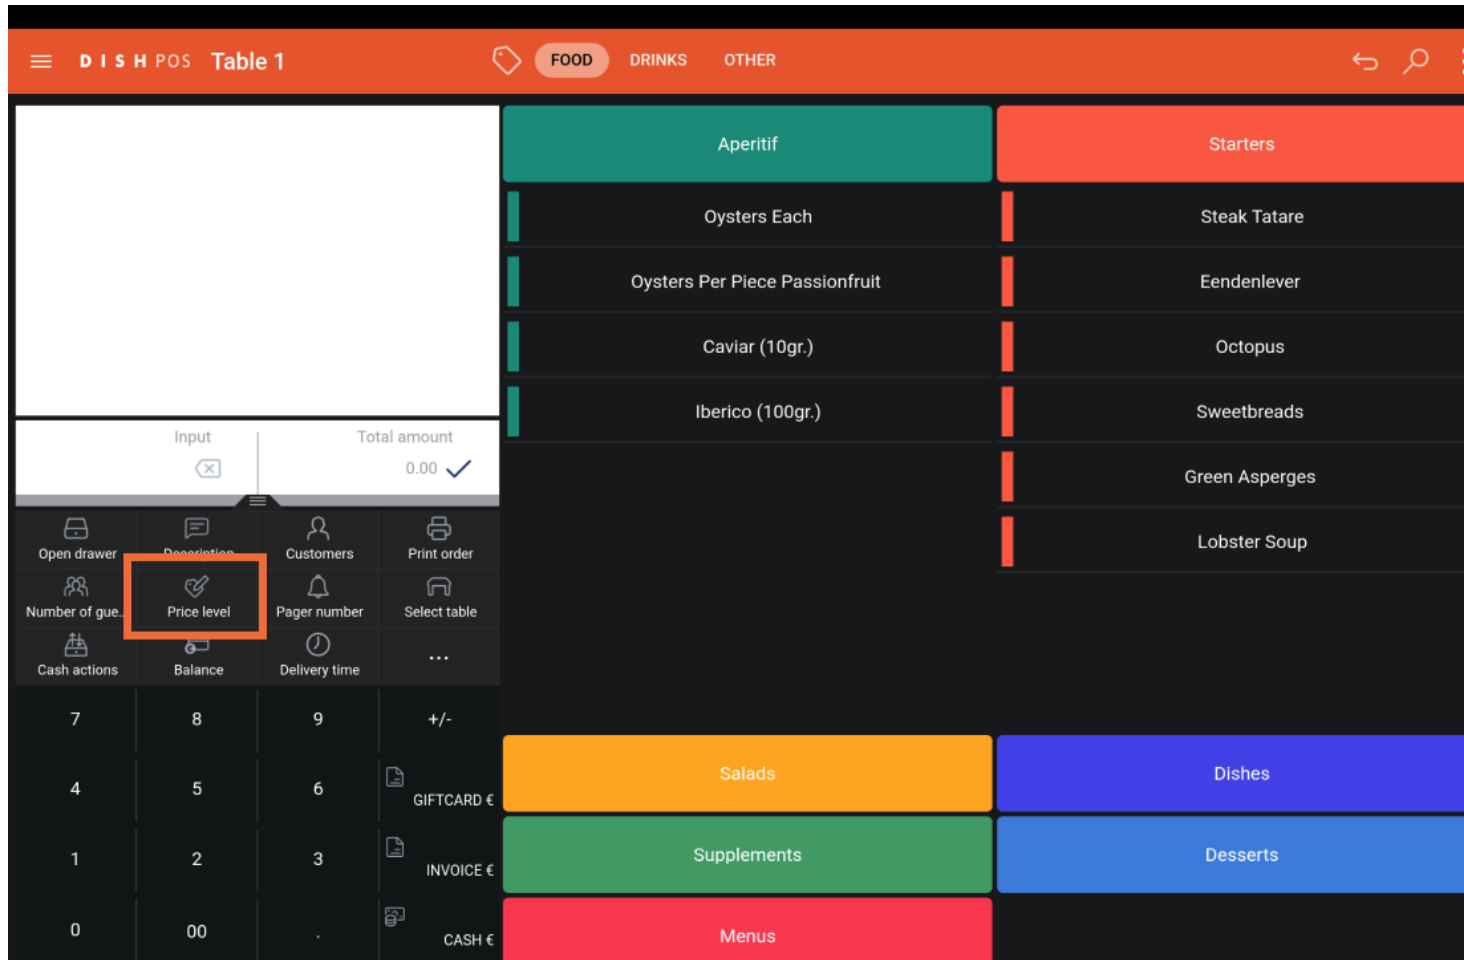 DISH POS Table 1
FOOD DRINKS OTHER
Aperitif
Oysters Each
Oysters Per Piece Passionfruit
Caviar (10gr.)
Iberico (100gr.)
Starters
Steak Tatare
Eendenlever
Octopus
Sweetbreads
Green Asperges
Lobster Soup
Input
Total amount
0.00
Open drawer Description Customers Print order
Number of gue.. Price level Pager number Select table
Cash actions Balance Delivery time ...
7 8 9 +/-
4 5 6 GIFTCARD €
1 2 3 INVOICE €
0 00 . CASH €
Salads
Dishes
Supplements
Desserts
Menus